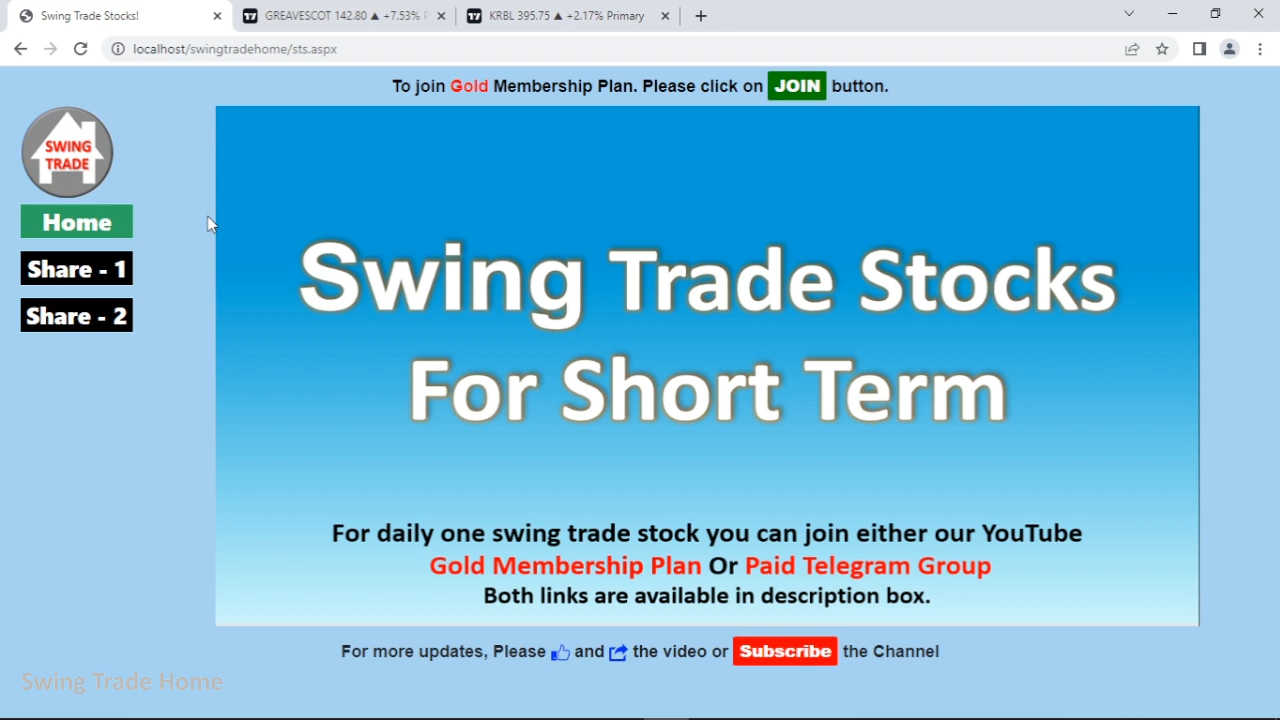 Swing Trade Stocks!
GREAVESCOT 142.80 ▲ +7.53%
KRBL 395.75 ▲ +2.17% Primary
localhost/swingtradehome/sts.aspx
To join Gold Membership Plan. Please click on JOIN button.
SWING
TRADE
Home
Share - 1
Share - 2
Swing Trade Stocks
For Short Term
For daily one swing trade stock you can join either our YouTube
Gold Membership Plan Or Paid Telegram Group
Both links are available in description box.
For more updates, Please and the video or Subscribe the Channel
Swing Trade Home